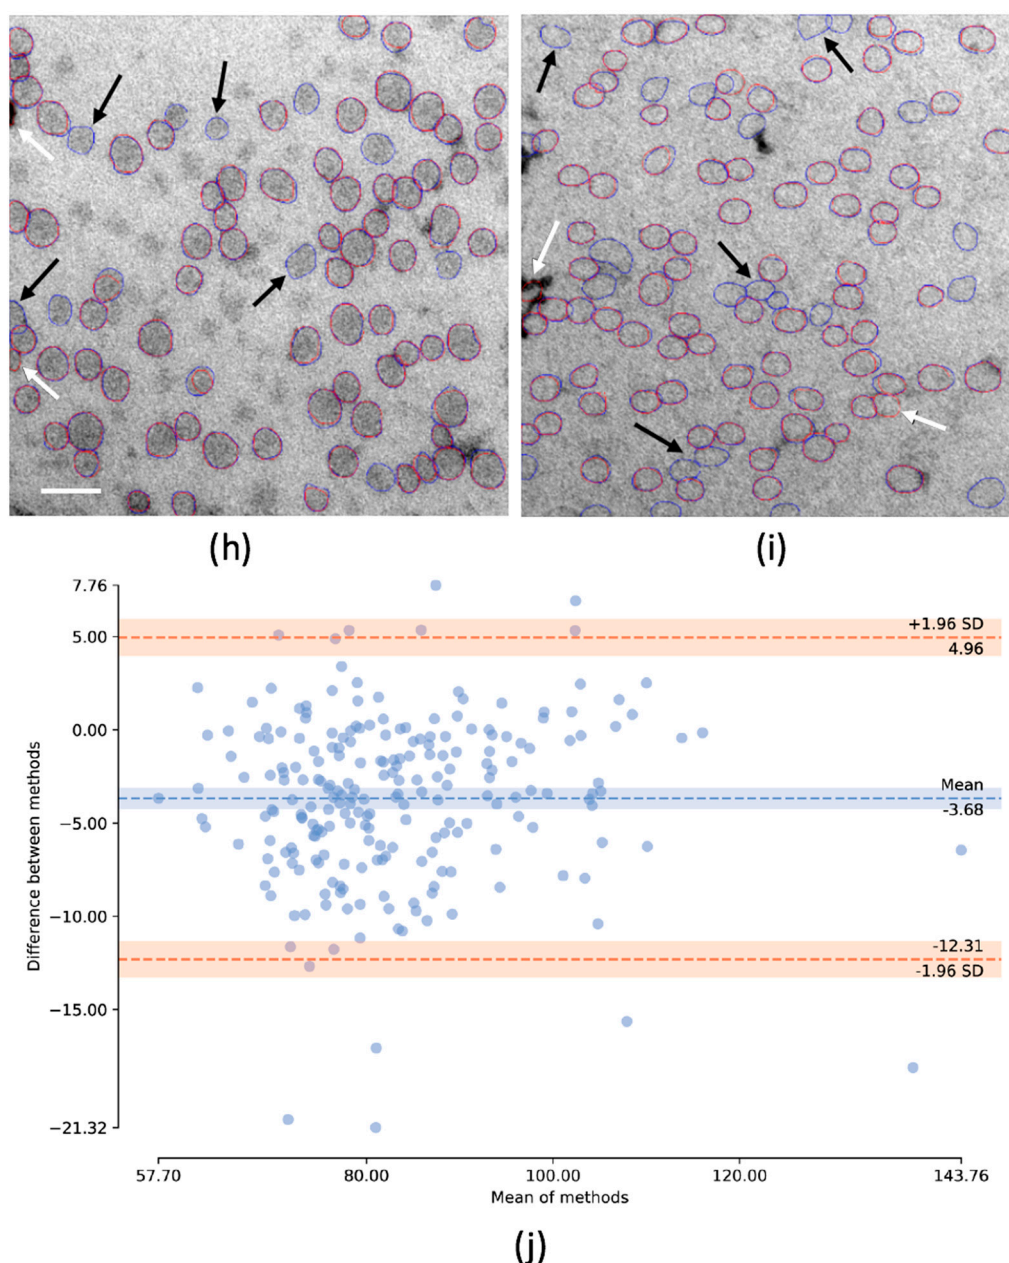 (h)
(i)
7.76
5.00
0.00
−5.00
−10.00
−15.00
−21.32
Difference between methods
+1.96 SD
4.96
Mean
-3.68
-12.31
-1.96 SD
57.70
80.00
100.00
120.00
143.76
Mean of methods
(j)